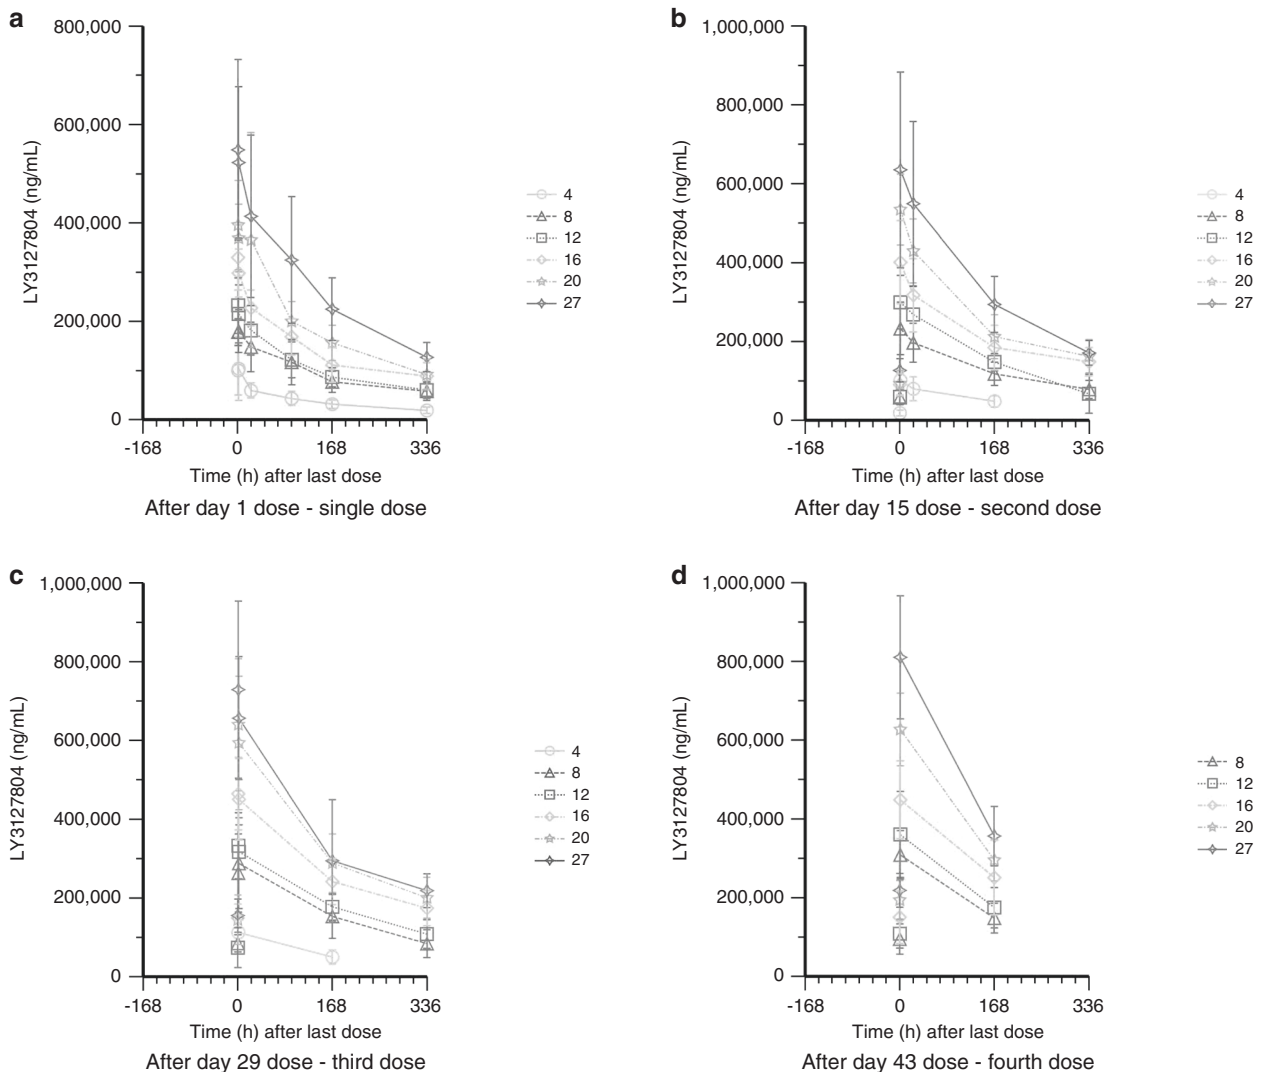 a
800,000
600,000
400,000
200,000
0
LY3127804 (ng/mL)
-168 0 168 336
Time (h) after last dose
After day 1 dose - single dose
4
8
12
16
20
27
b
1,000,000
800,000
600,000
400,000
200,000
0
LY3127804 (ng/mL)
-168 0 168 336
Time (h) after last dose
After day 15 dose - second dose
4
8
12
16
20
27
c
1,000,000
800,000
600,000
400,000
200,000
0
LY3127804 (ng/mL)
-168 0 168 336
Time (h) after last dose
After day 29 dose - third dose
4
8
12
16
20
27
d
1,000,000
800,000
600,000
400,000
200,000
0
LY3127804 (ng/mL)
-168 0 168 336
Time (h) after last dose
After day 43 dose - fourth dose
8
12
16
20
27